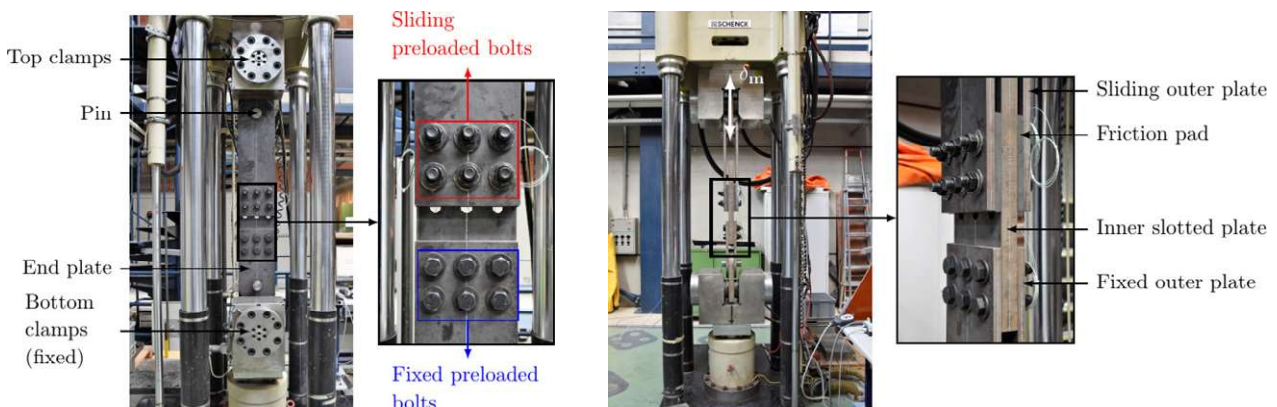 Sliding
preloaded bolts
Top clamps
Pin
End plate
Bottom
clamps
(fixed)
Fixed preloaded
bolts
SCHENCK
δm
Sliding outer plate
Friction pad
Inner slotted plate
Fixed outer plate